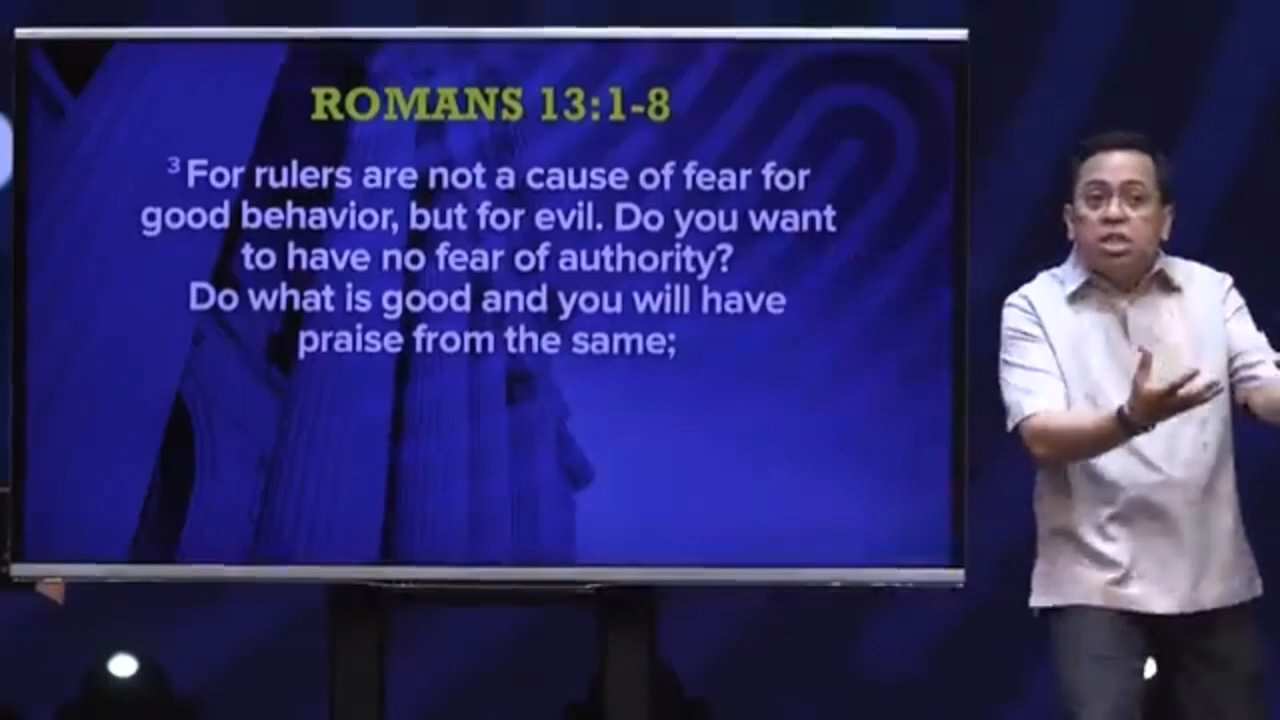 ROMANS 13:1-8
3 For rulers are not a cause of fear for
good behavior, but for evil. Do you want
to have no fear of authority?
Do what is good and you will have
praise from the same;